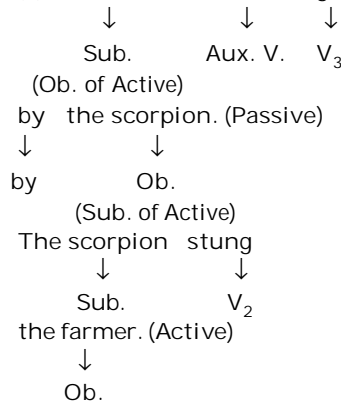 ↓ ↓ ↓
Sub. Aux. V. V₃
(Ob. of Active)
by the scorpion. (Passive)
↓ ↓
by Ob.
(Sub. of Active)
The scorpion stung
↓ ↓
Sub. V₂
the farmer. (Active)
↓
Ob.